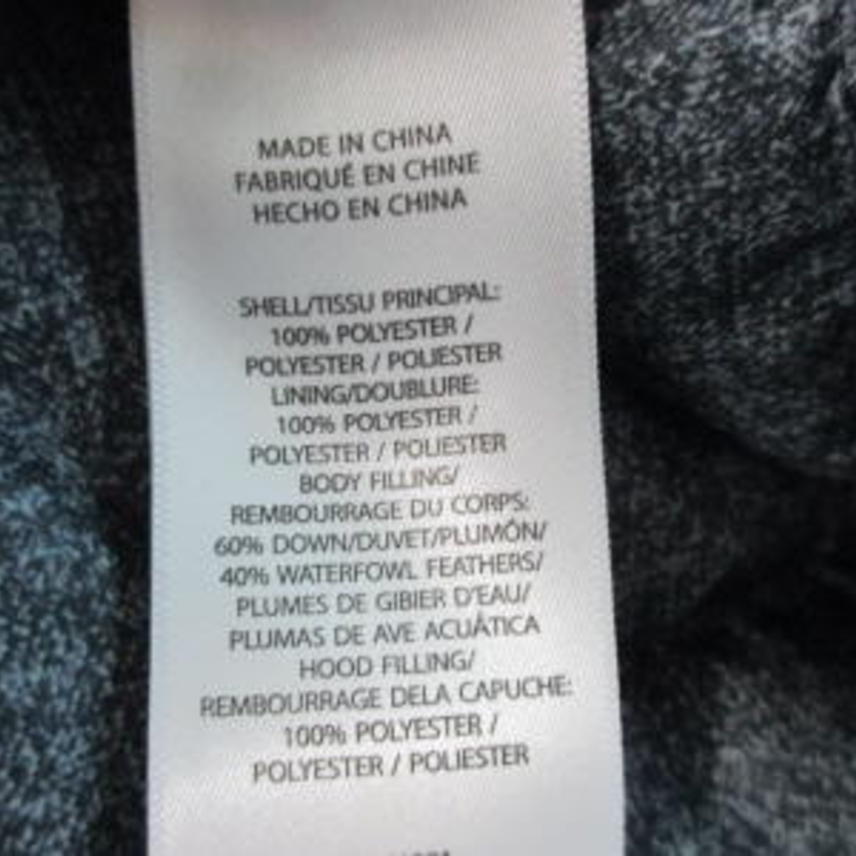 MADE IN CHINA
FABRIQUÉ EN CHINE
HECHO EN CHINA
SHELL/TISSU PRINCIPAL:
100% POLYESTER /
POLYESTER / POLIESTER
LINING/DOUBLURE:
100% POLYESTER /
POLYESTER / POLIESTER
BODY FILLING/
REMBOURRAGE DU CORPS:
60% DOWN/DUVET/PLUMÓN/
40% WATERFOWL FEATHERS/
PLUMES DE GIBIER D'EAU/
PLUMAS DE AVE ACUÁTICA
HOOD FILLING/
REMBOURRAGE DELA CAPUCHE:
100% POLYESTER /
POLYESTER / POLIESTER